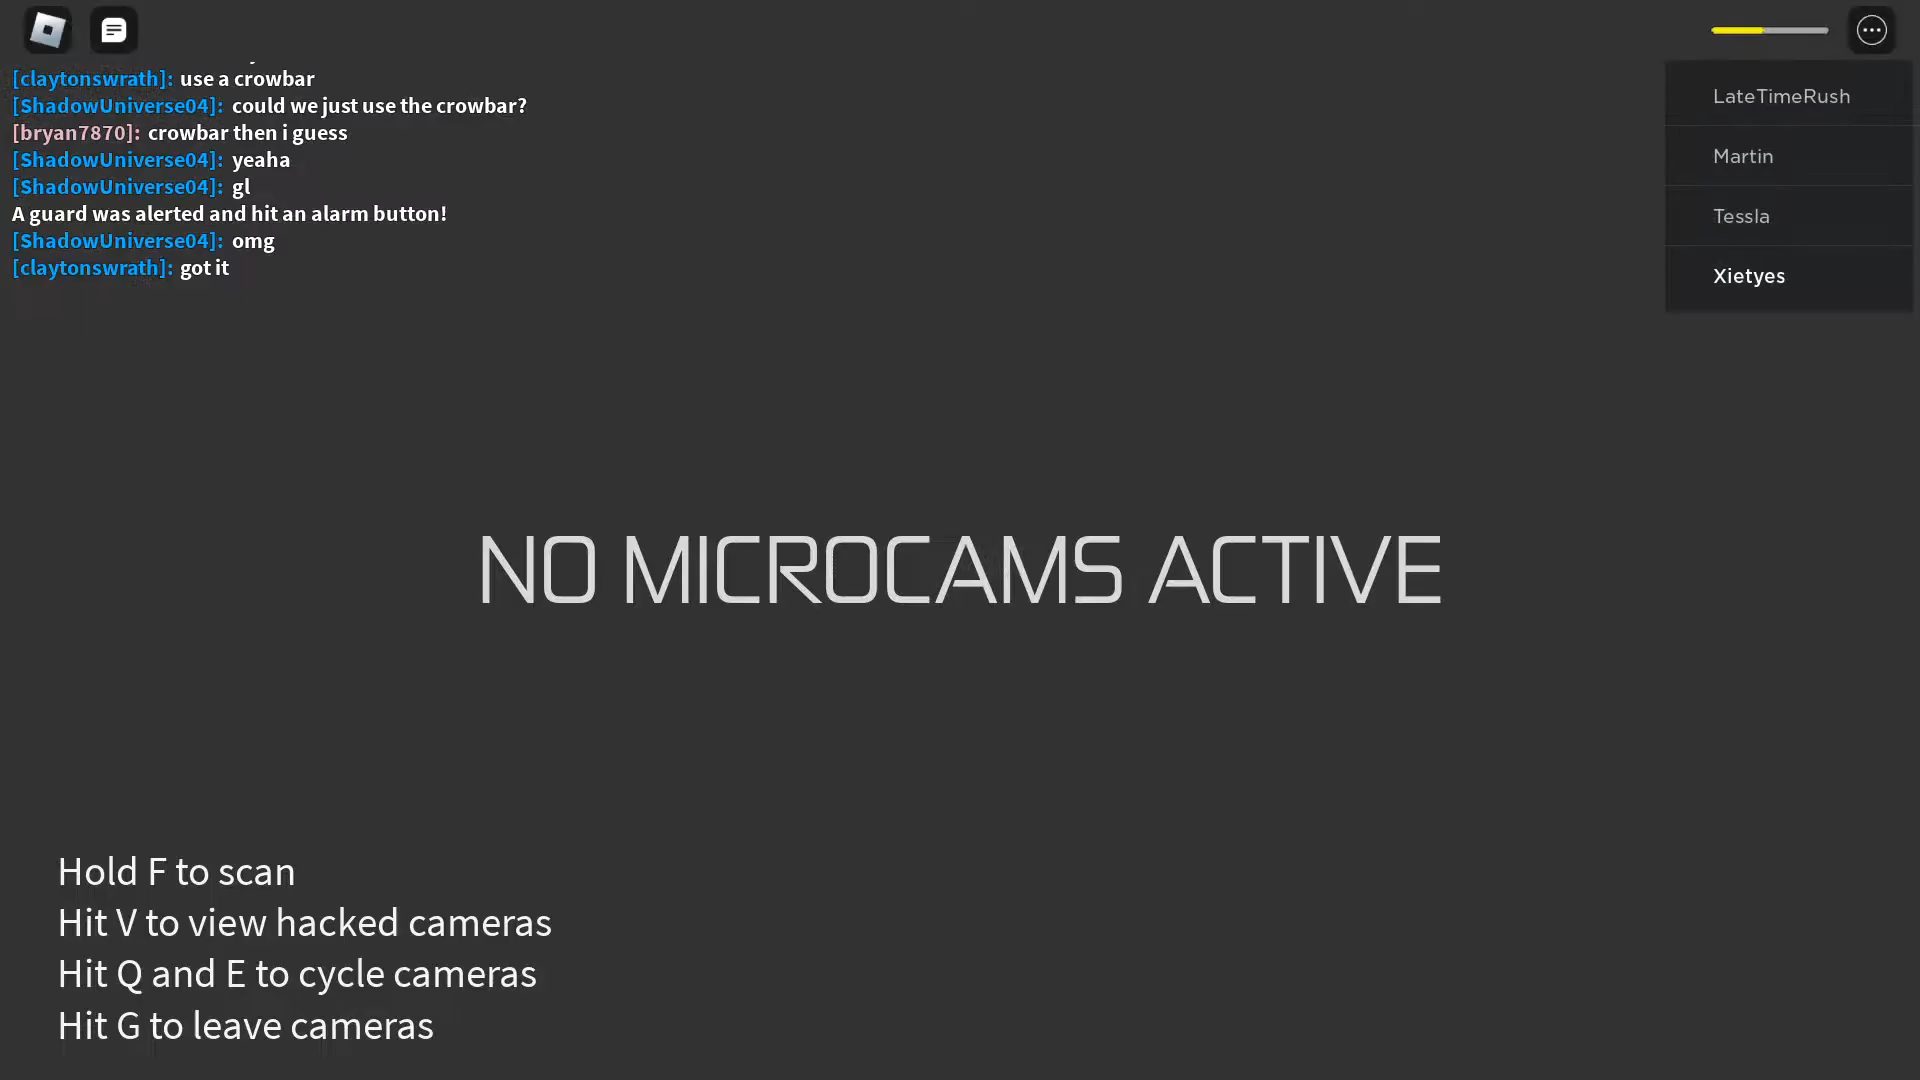 [claytonswrath]: use a crowbar
[ShadowUniverse04]: could we just use the crowbar?
[bryan7870]: crowbar then i guess
[ShadowUniverse04]: yeaha
[ShadowUniverse04]: gl
A guard was alerted and hit an alarm button!
[ShadowUniverse04]: omg
[claytonswrath]: got it
LateTimeRush
Martin
Tessla
Xietyes
NO MICROCAMS ACTIVE
Hold F to scan
Hit V to view hacked cameras
Hit Q and E to cycle cameras
Hit G to leave cameras